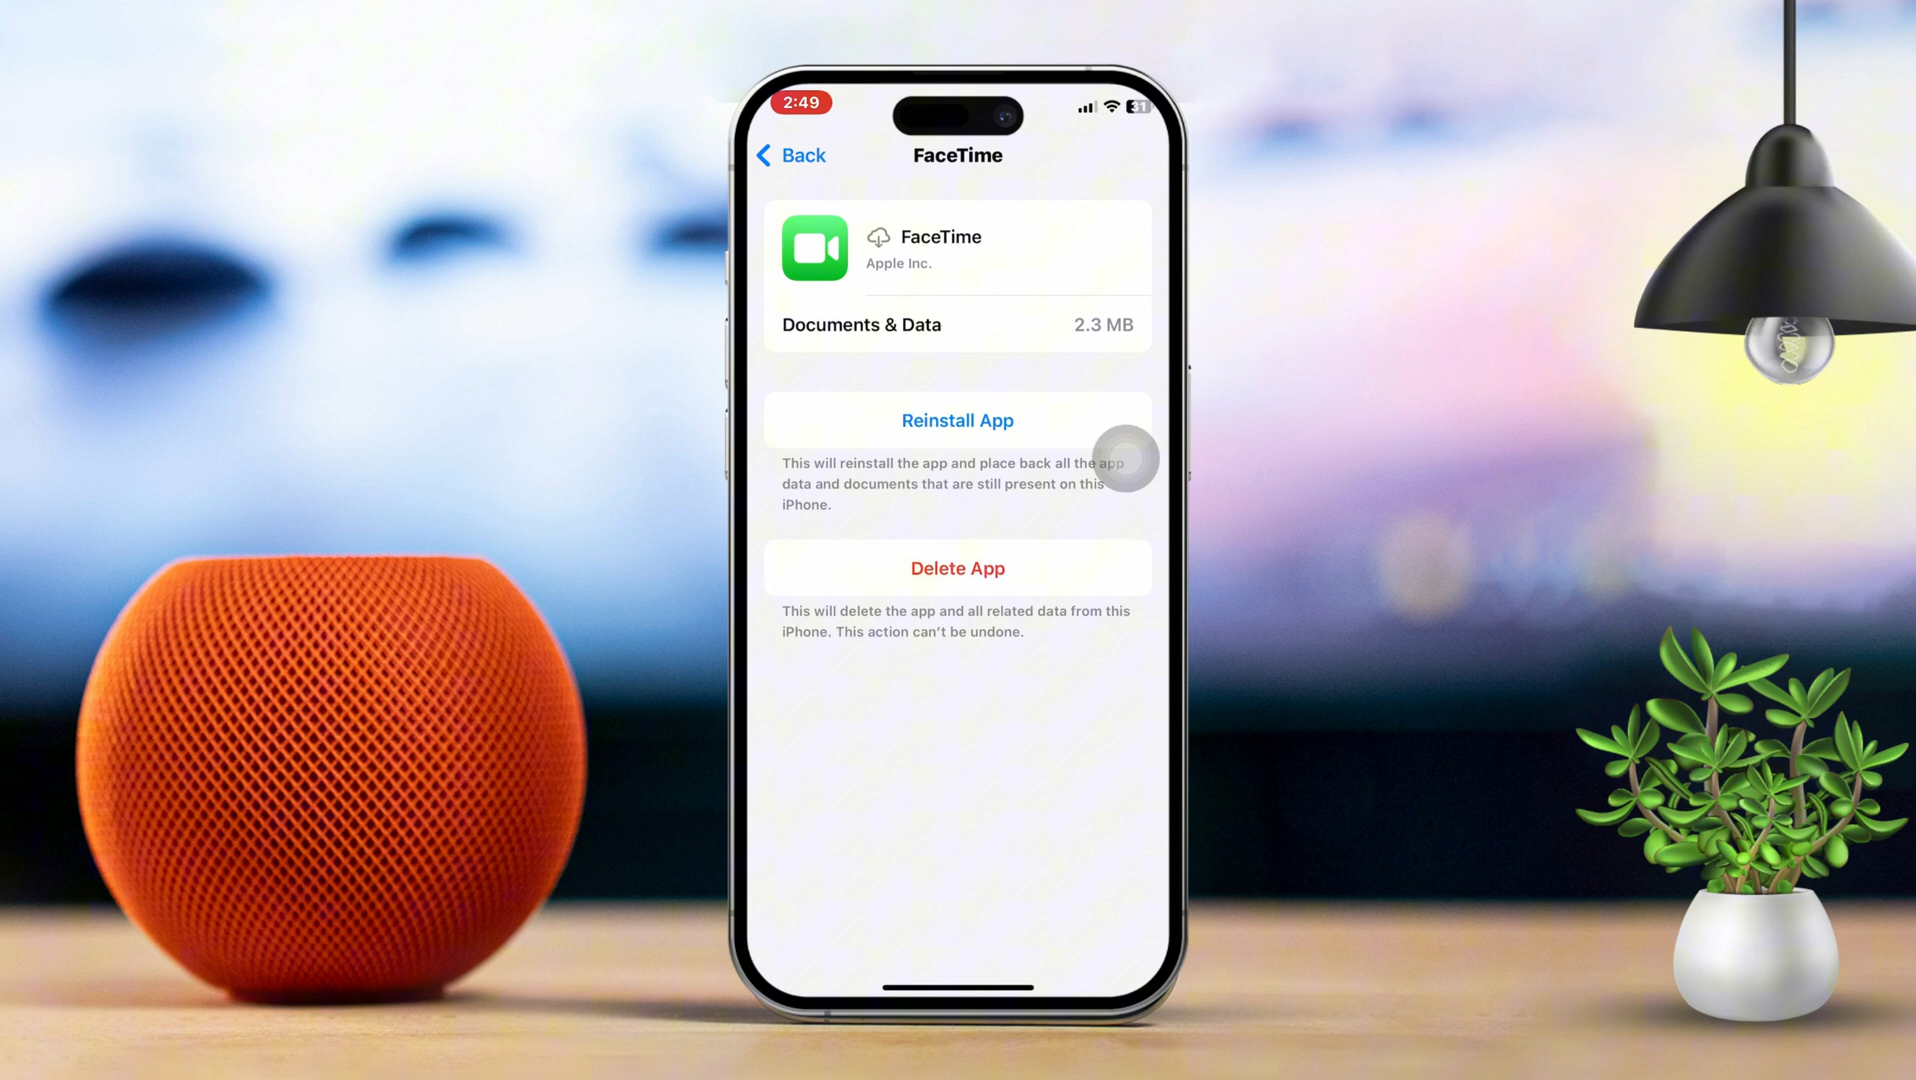 2:49
31
Back
FaceTime
FaceTime
Apple Inc.
Documents & Data 2.3 MB
Reinstall App
This will reinstall the app and place back all the app
data and documents that are still present on this
iPhone.
Delete App
This will delete the app and all related data from this
iPhone. This action can’t be undone.